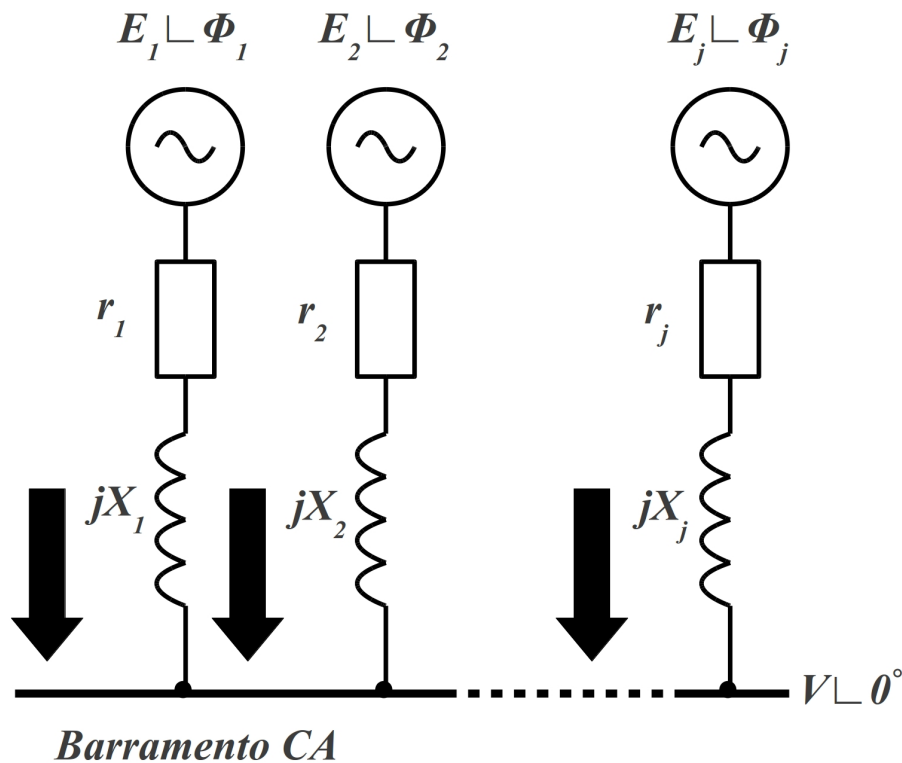 E₁∟Φ₁ E₂∟Φ₂ Eⱼ∟Φⱼ
r₁ r₂ rⱼ
jX₁ jX₂ jXⱼ
V∟0°
Barramento CA